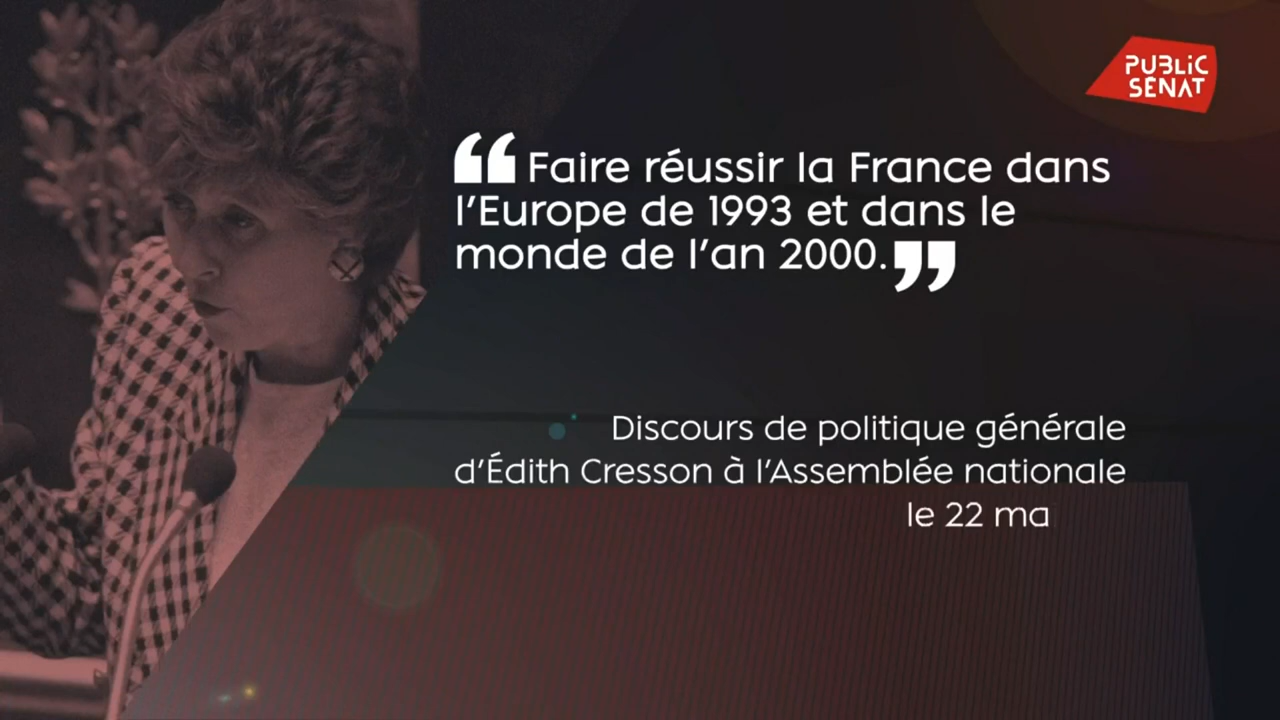 PUBLIC
SÉNAT
“ Faire réussir la France dans
l’Europe de 1993 et dans le
monde de l’an 2000. ”
Discours de politique générale
d’Édith Cresson à l’Assemblée nationale
le 22 ma